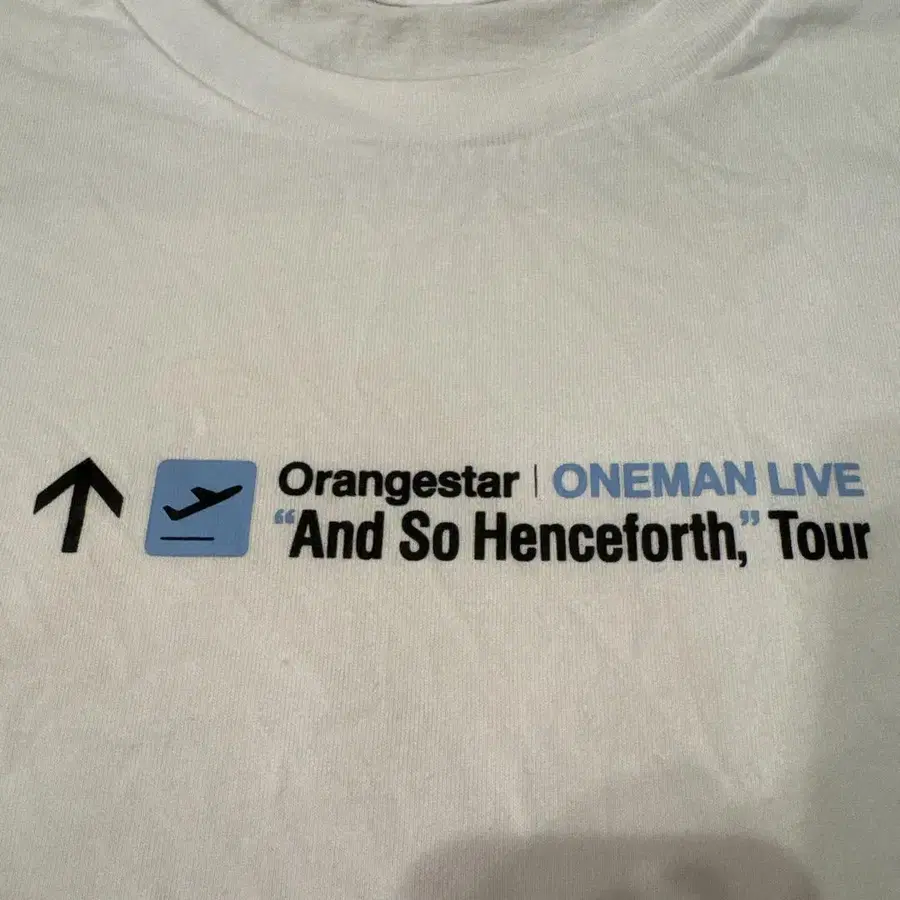 Orangestar | ONEMAN LIVE
“And So Henceforth,” Tour